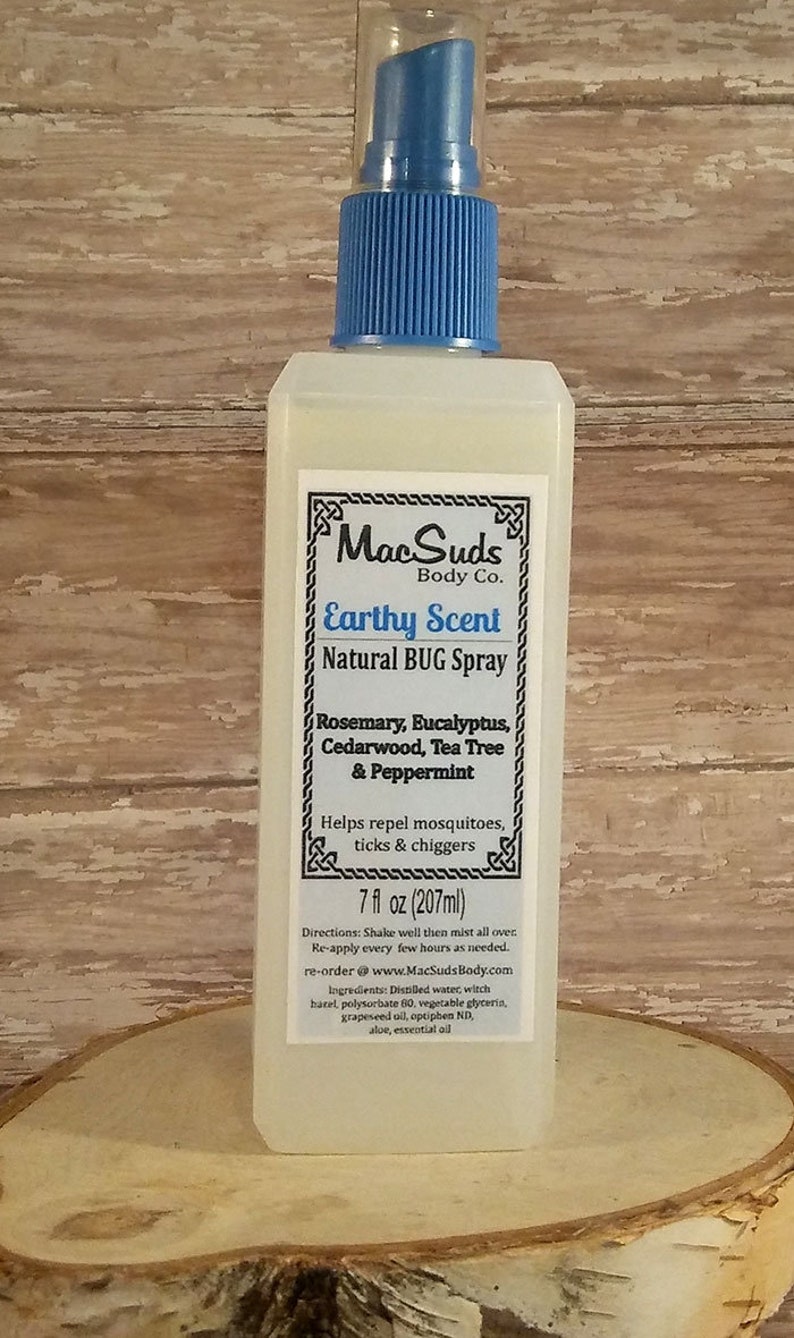 MacSuds
Body Co.
Earthy Scent
Natural BUG Spray
Rosemary, Eucalyptus,
Cedarwood, Tea Tree
& Peppermint
Helps repel mosquitoes,
ticks & chiggers
7 fl oz (207ml)
Directions: Shake well then mist all over.
Re-apply every few hours as needed.
re-order @ www.MacSudsBody.com
Ingredients: Distilled water, witch
hazel, polysorbate 80, vegetable glycerin,
grapeseed oil, optiphen ND,
aloe, essential oil